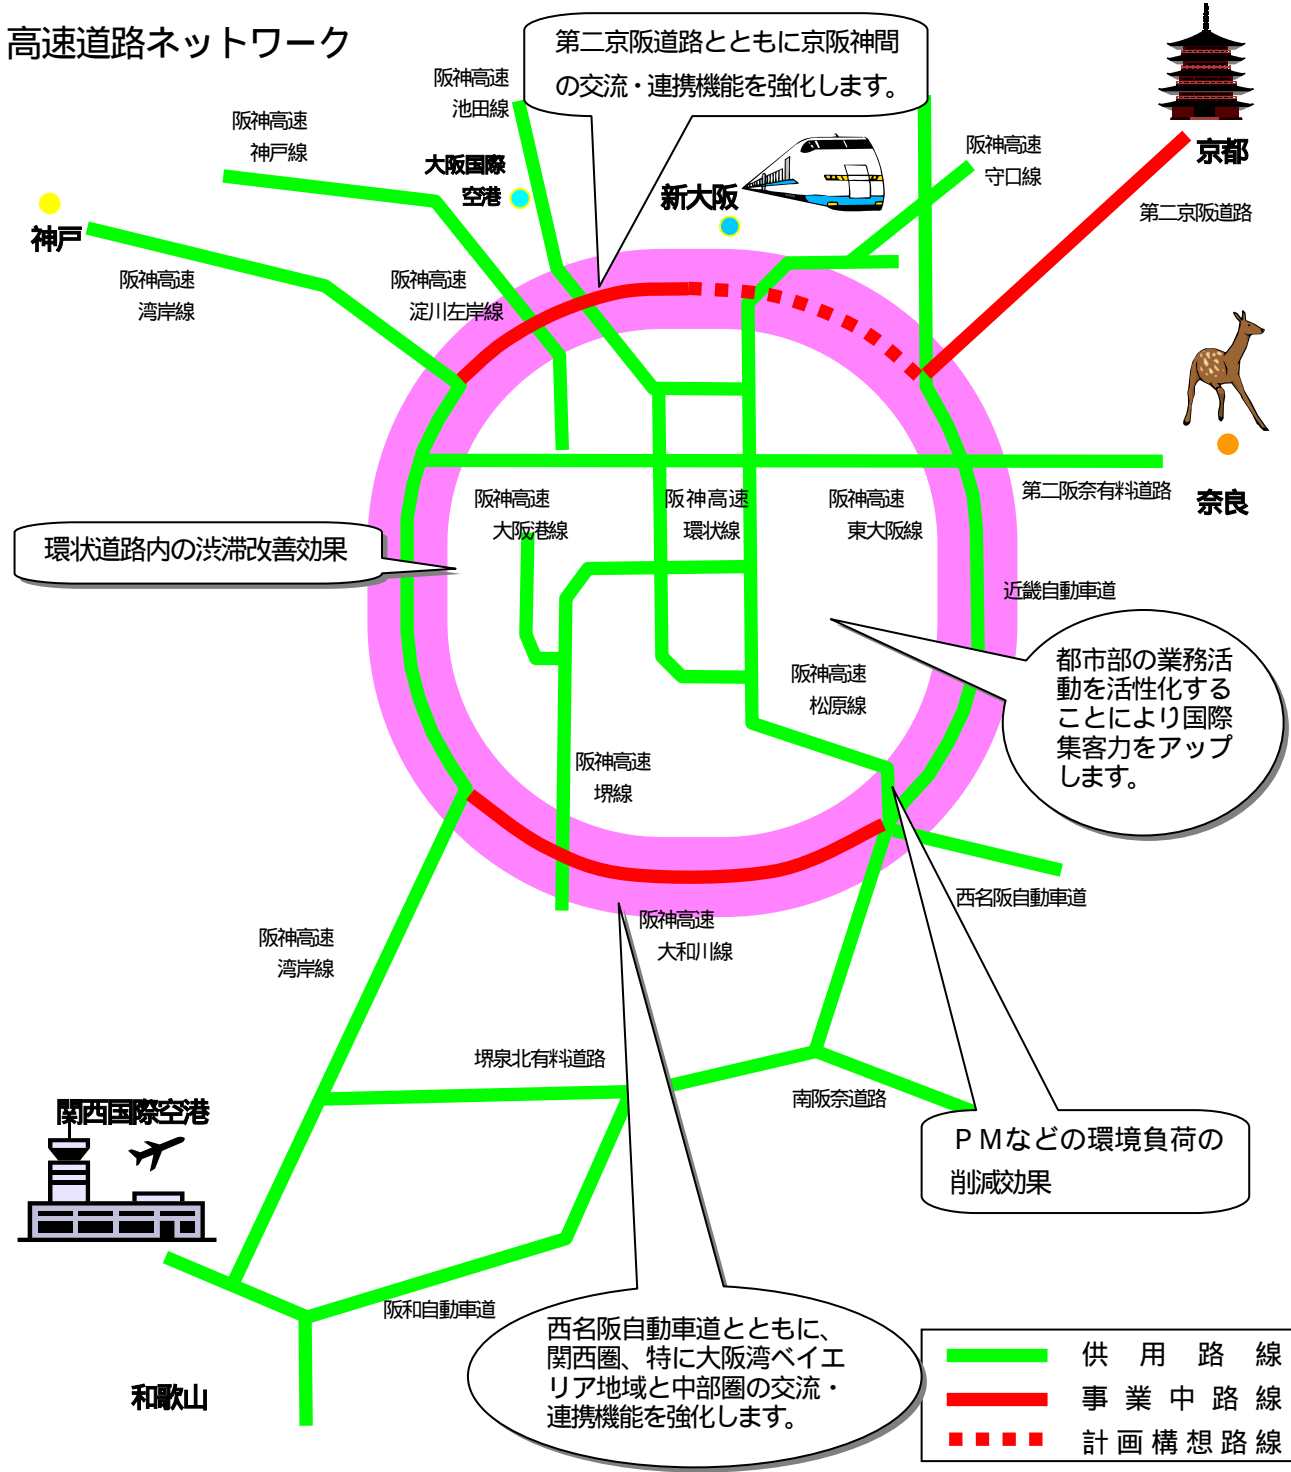 高速道路ネットワーク
第二京阪道路とともに京阪神間
の交流・連携機能を強化します。
阪神高速
池田線
阪神高速
神戸線
大阪国際
空港
新大阪
阪神高速
守口線
京都
第二京阪道路
神戸
阪神高速
湾岸線
阪神高速
淀川左岸線
阪神高速
大阪港線
阪神高速
環状線
阪神高速
東大阪線
第二阪奈有料道路
奈良
環状道路内の渋滞改善効果
近畿自動車道
都市部の業務活
動を活性化する
ことにより国際
集客力をアップ
します。
阪神高速
松原線
阪神高速
堺線
西名阪自動車道
阪神高速
大和川線
阪神高速
湾岸線
堺泉北有料道路
南阪奈道路
関西国際空港
ＰＭなどの環境負荷の
削減効果
阪和自動車道
和歌山
西名阪自動車道とともに、
関西圏、特に大阪湾ベイエ
リア地域と中部圏の交流・
連携機能を強化します。
供用路線
事業中路線
計画構想路線